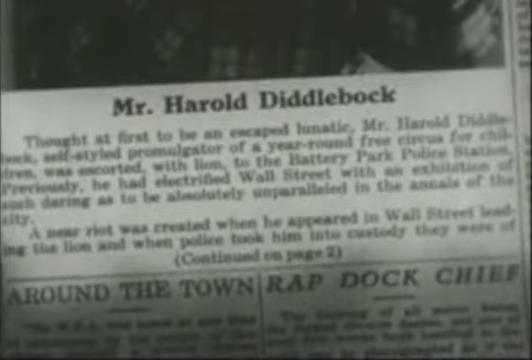 Mr. Harold Diddlebock
Thought at first to be an escaped lunatic, Mr. Harold Diddle-
bock, self-styled promulgator of a year-round free circus for chil-
dren, was escorted, with lion, to the Battery Park Police Station.
Previously, he had electrified Wall Street with an exhibition of
such daring as to be absolutely unparalleled in the annals of the
city.
A near riot was created when he appeared in Wall Street lead-
ing the lion and when police took him into custody they were of
(Continued on page 2)
AROUND THE TOWN
RAP DOCK CHIEF